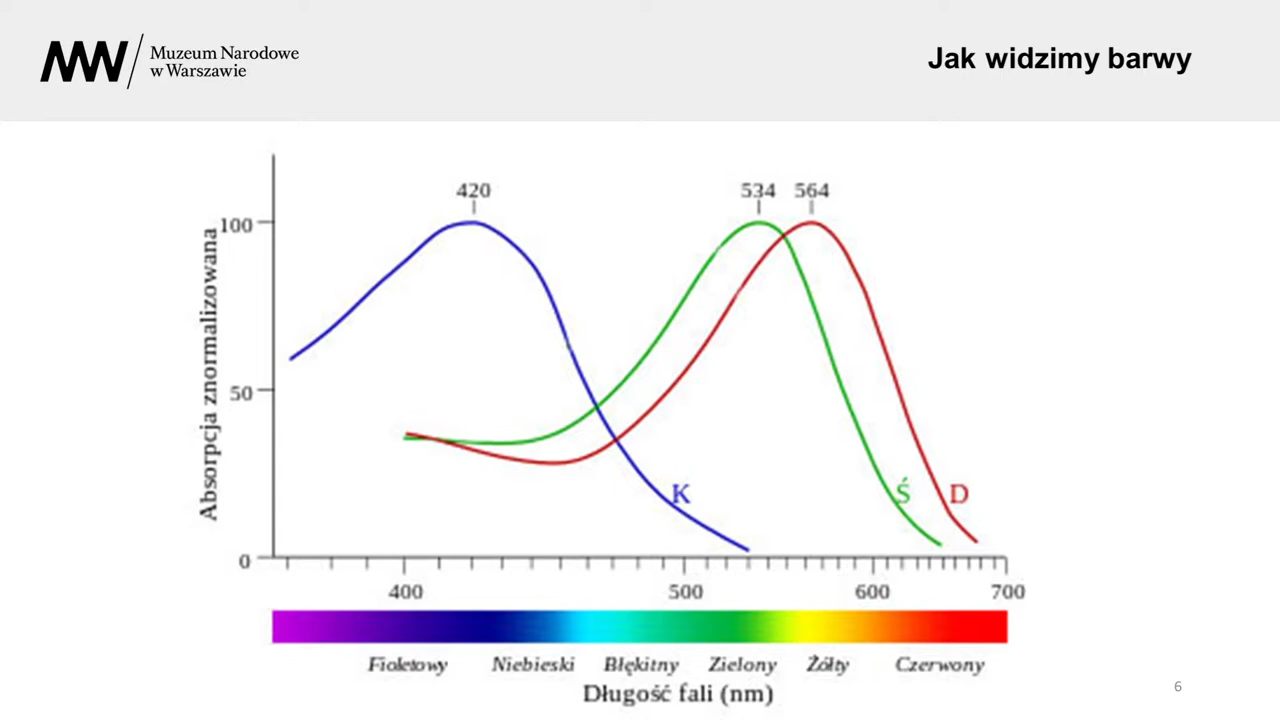 Muzeum Narodowe
w Warszawie
Jak widzimy barwy
420
534
564
Absorpcja znormalizowana
100
50
0
K
Ś
D
400
500
600
700
Fioletowy
Niebieski
Błękitny
Zielony
Żółty
Czerwony
Długość fali (nm)
6